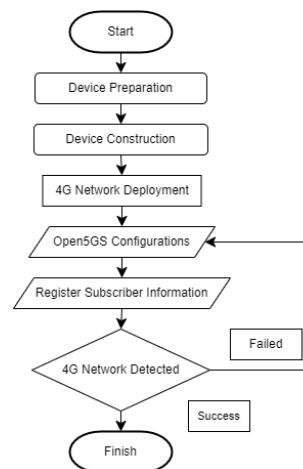 Start
Device Preparation
Device Construction
4G Network Deployment
Open5GS Configurations
Register Subscriber Information
4G Network Detected
Failed
Success
Finish